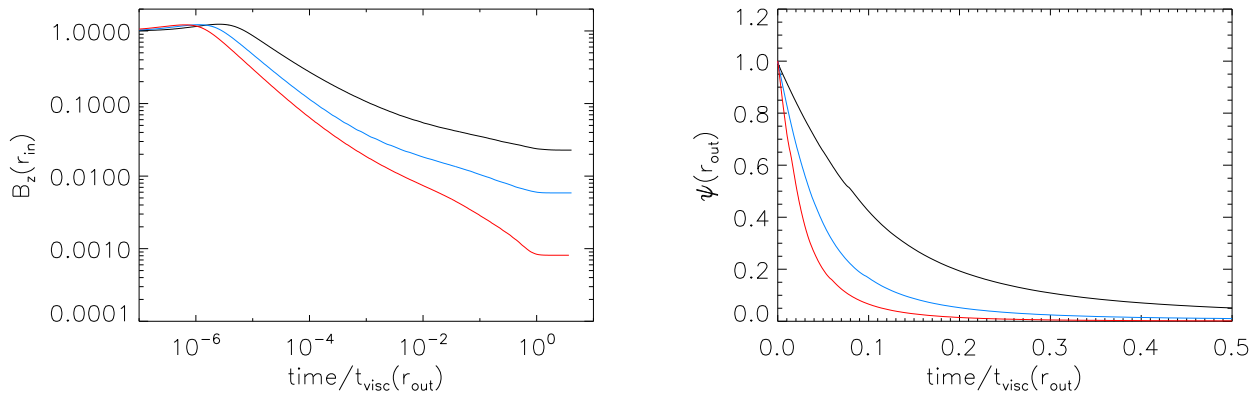 B_z(r_in)
1.0000
0.1000
0.0100
0.0010
0.0001
10^-6 10^-4 10^-2 10^0
time/t_visc(r_out)
ψ(r_out)
1.2
1.0
0.8
0.6
0.4
0.2
0.0
0.0 0.1 0.2 0.3 0.4 0.5
time/t_visc(r_out)